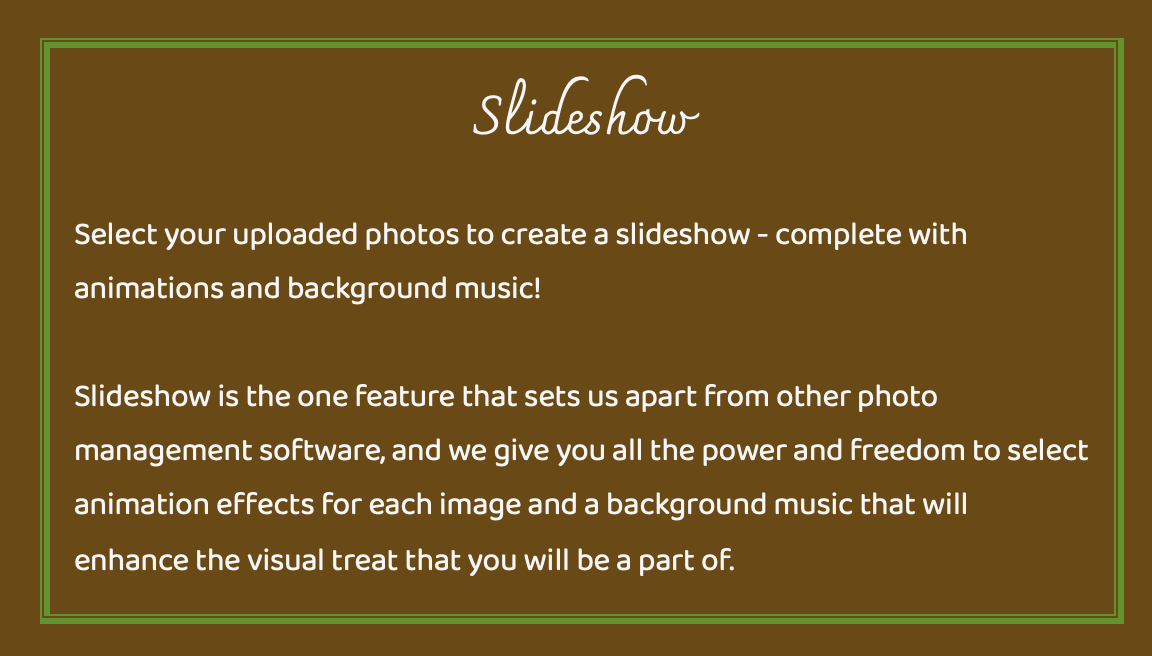 Slideshow
Select your uploaded photos to create a slideshow - complete with
animations and background music!
Slideshow is the one feature that sets us apart from other photo
management software, and we give you all the power and freedom to select
animation effects for each image and a background music that will
enhance the visual treat that you will be a part of.